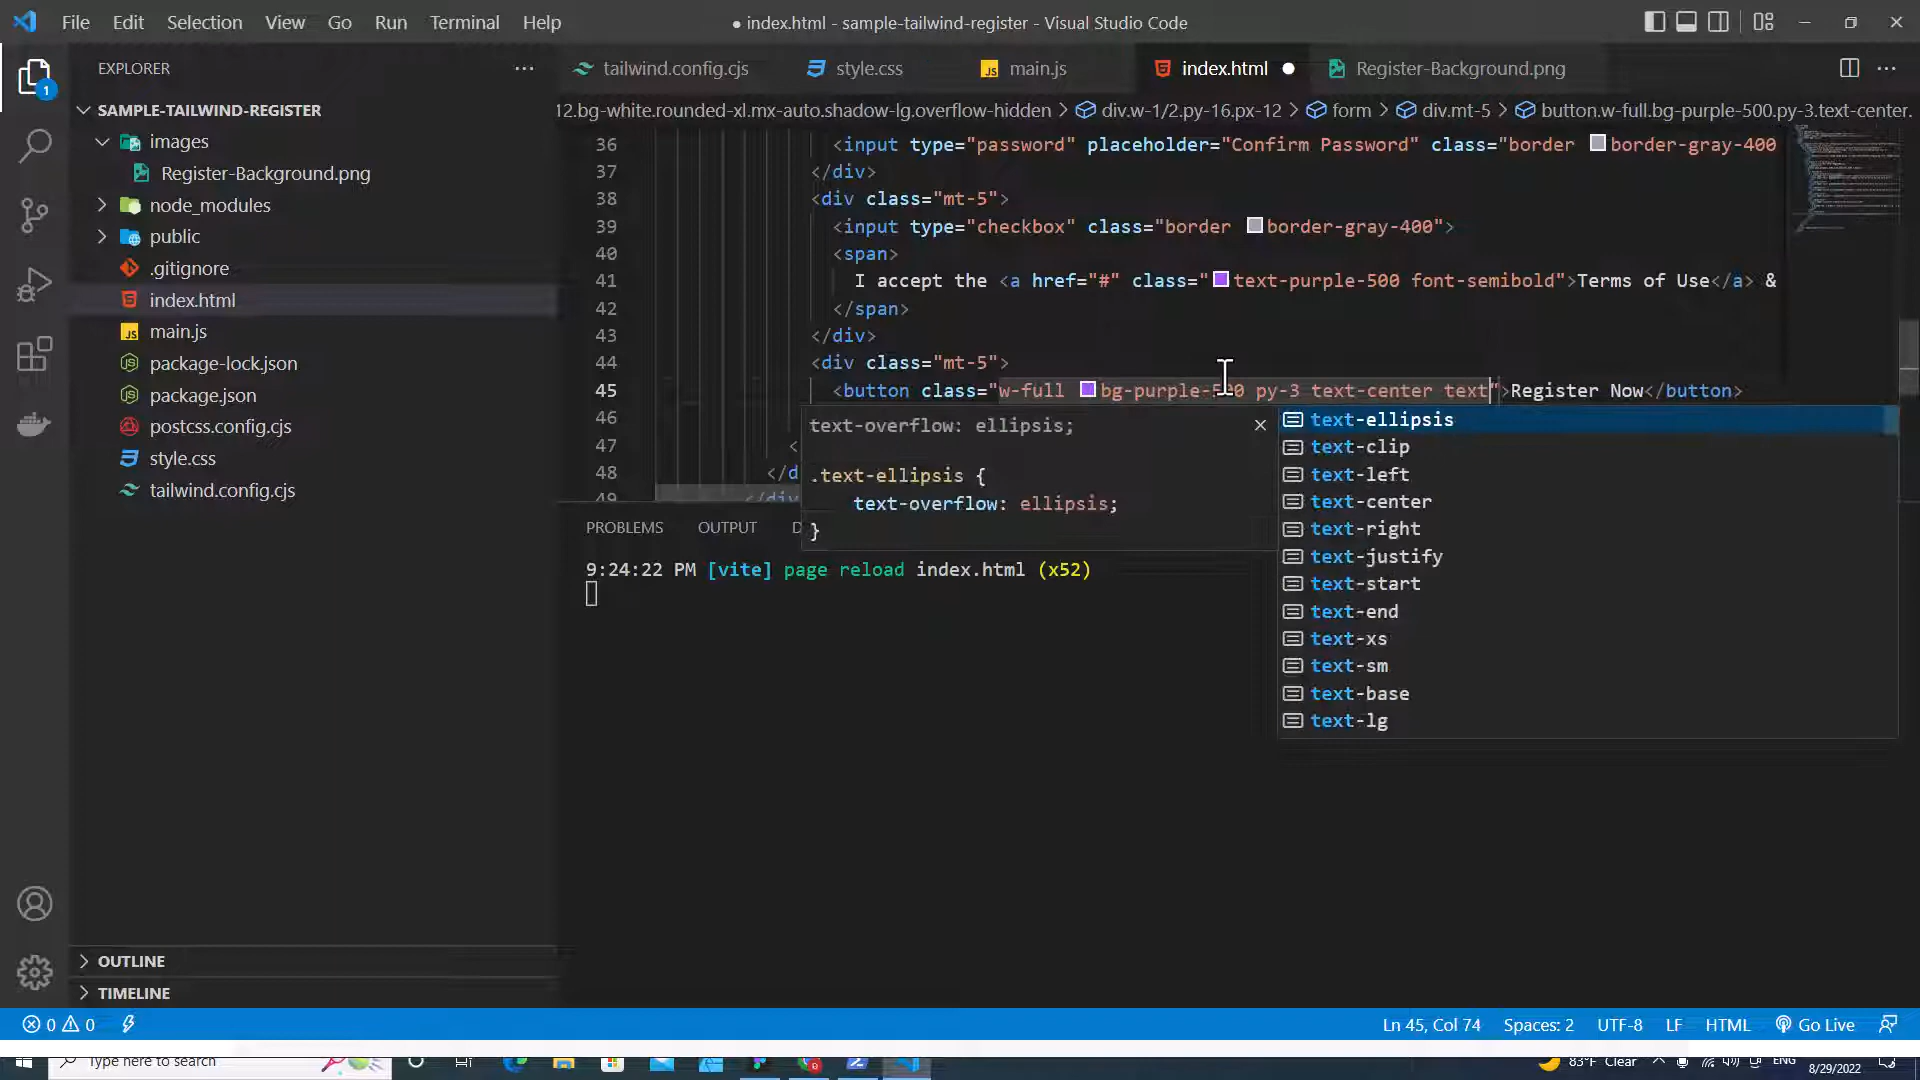 File Edit Selection View Go Run Terminal Help
● index.html - sample-tailwind-register - Visual Studio Code
EXPLORER
1
SAMPLE-TAILWIND-REGISTER
images
Register-Background.png
node_modules
public
.gitignore
index.html
main.js
package-lock.json
package.json
postcss.config.cjs
style.css
tailwind.config.cjs
OUTLINE
TIMELINE
tailwind.config.cjs style.css main.js index.html ● Register-Background.png
12.bg-white.rounded-xl.mx-auto.shadow-lg.overflow-hidden > div.w-1/2.py-16.px-12 > form > div.mt-5 > button.w-full.bg-purple-500.py-3.text-center.
36 <input type="password" placeholder="Confirm Password" class="border border-gray-400
37 </div>
38 <div class="mt-5">
39 <input type="checkbox" class="border border-gray-400">
40 <span>
41 I accept the <a href="#" class="text-purple-500 font-semibold">Terms of Use</a> &
42 </span>
43 </div>
44 <div class="mt-5">
45 <button class="w-full bg-purple-500 py-3 text-center text">Register Now</button>
46
47 <
48 </d
49 </div
text-overflow: ellipsis;
.text-ellipsis {
text-overflow: ellipsis;
}
text-ellipsis
text-clip
text-left
text-center
text-right
text-justify
text-start
text-end
text-xs
text-sm
text-base
text-lg
PROBLEMS OUTPUT D
9:24:22 PM [vite] page reload index.html (x52)
0 0 Ln 45, Col 74 Spaces: 2 UTF-8 LF HTML Go Live
Type here to search 83°F Clear ENG
8/29/2022